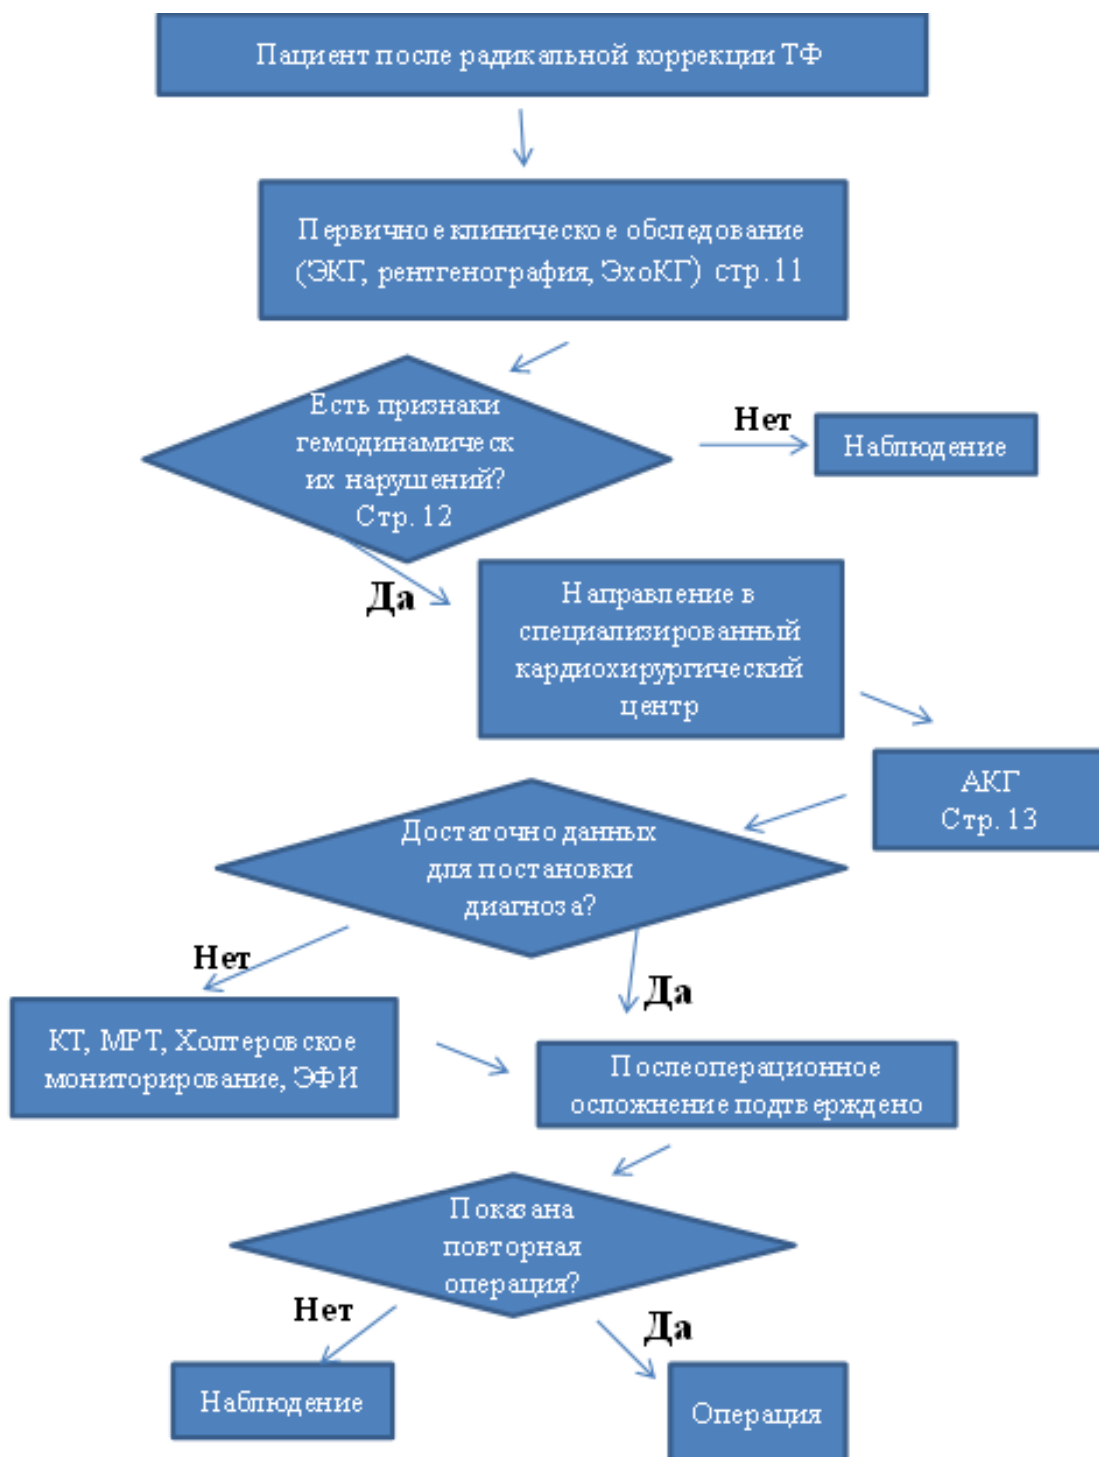 Пациент после радикальной коррекции ТФ
Первичное клиническое обследование
(ЭКГ, рентгенография, ЭхоКГ) стр.11
Есть признаки
гемодинамическ
их нарушений?
Стр. 12
Нет
Наблюдение
Да
Направление в
специализированный
кардиохирургический
центр
АКГ
Стр. 13
Достаточно данных
для постановки
диагноза?
Нет
Да
КТ, МРТ, Холтеровское
мониторирование, ЭФИ
Послеоперационное
осложнение подтверждено
Показана
повторная
операция?
Нет
Да
Наблюдение
Операция